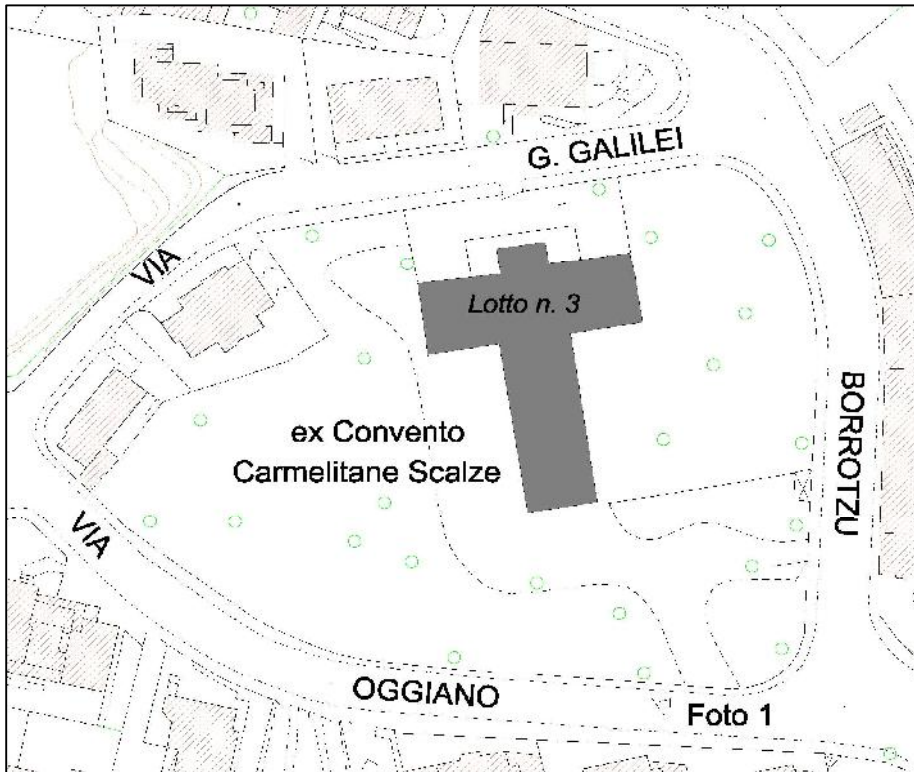 G. GALILEI
VIA
Lotto n. 3
BORROTZU
ex Convento
Carmelitane Scalze
VIA
OGGIANO
Foto 1